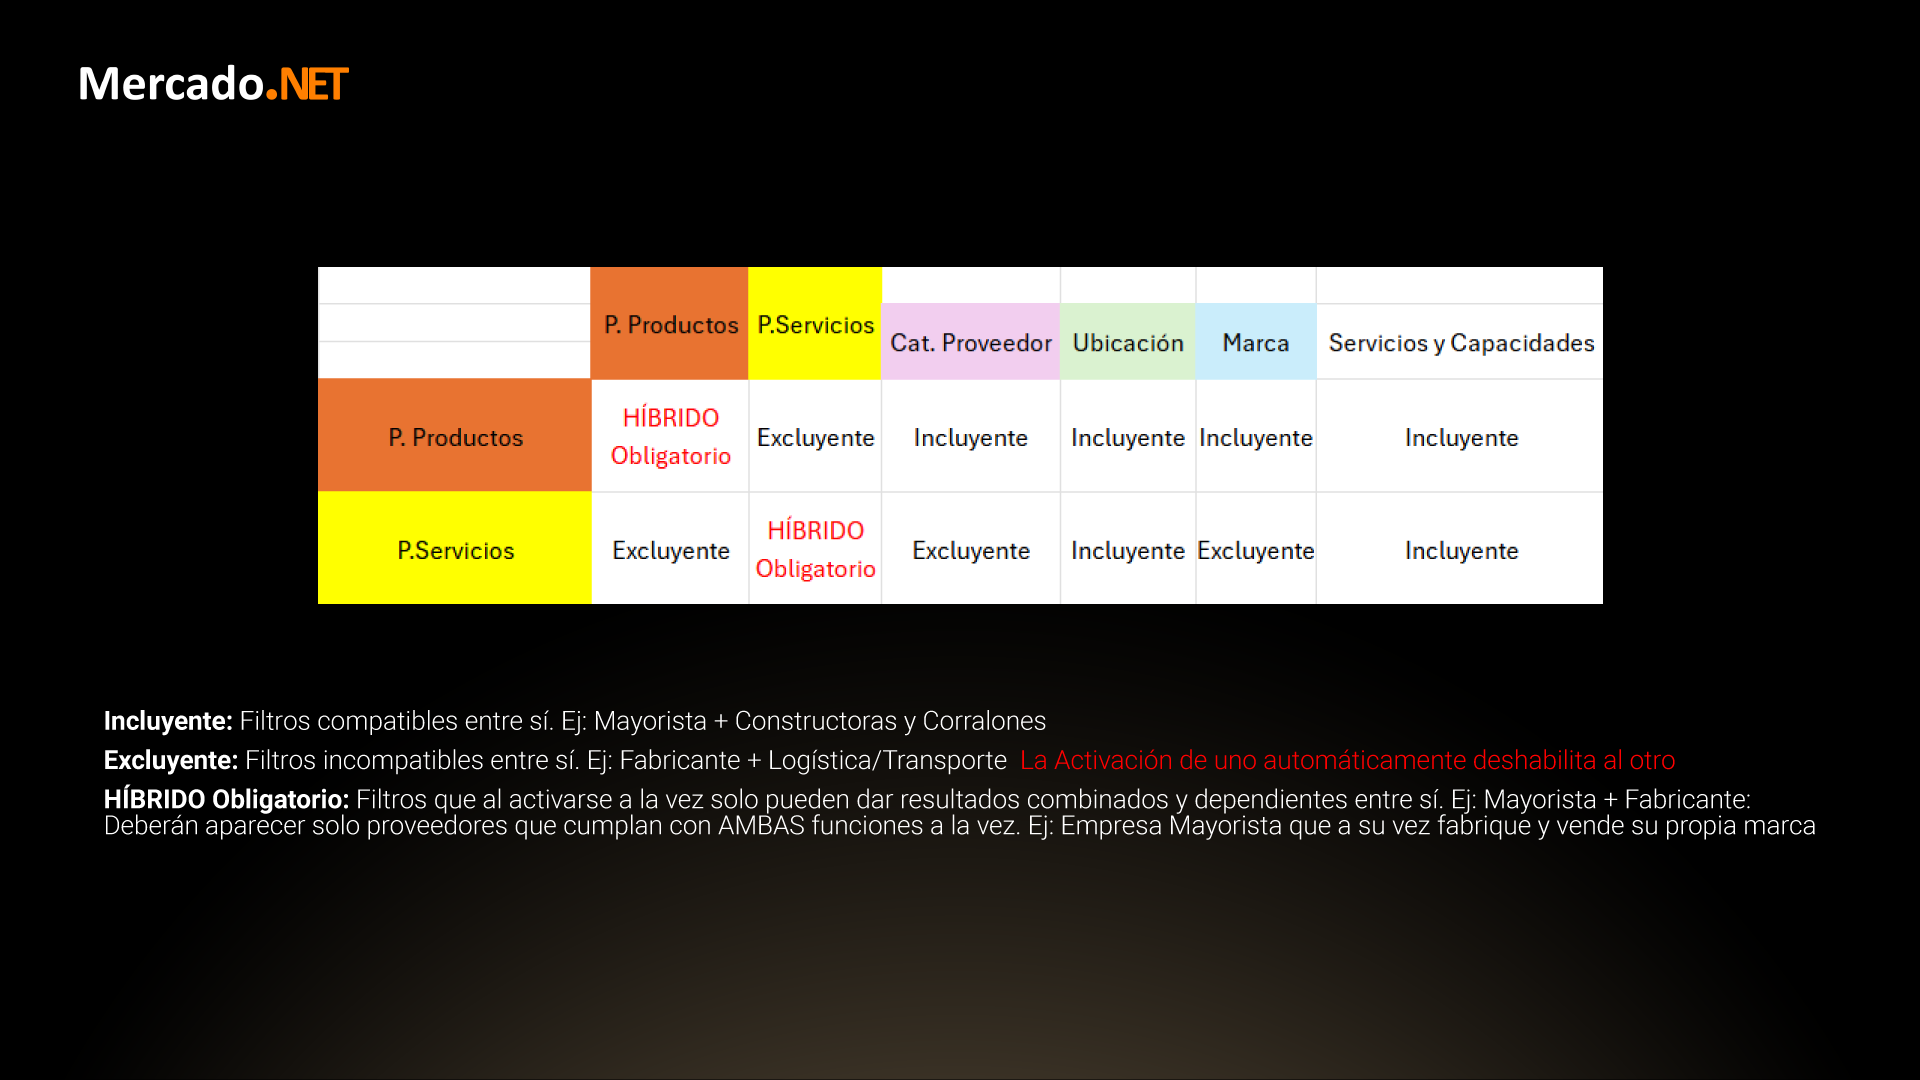 Mercado.NET
P. Productos P.Servicios Cat. Proveedor Ubicación Marca Servicios y Capacidades
P. Productos HÍBRIDO Obligatorio Excluyente Incluyente Incluyente Incluyente Incluyente
P.Servicios Excluyente HÍBRIDO Obligatorio Excluyente Incluyente Excluyente Incluyente
Incluyente: Filtros compatibles entre sí. Ej: Mayorista + Constructoras y Corralones
Excluyente: Filtros incompatibles entre sí. Ej: Fabricante + Logística/Transporte La Activación de uno automáticamente deshabilita al otro
HÍBRIDO Obligatorio: Filtros que al activarse a la vez solo pueden dar resultados combinados y dependientes entre sí. Ej: Mayorista + Fabricante:
Deberán aparecer solo proveedores que cumplan con AMBAS funciones a la vez. Ej: Empresa Mayorista que a su vez fabrique y vende su propia marca